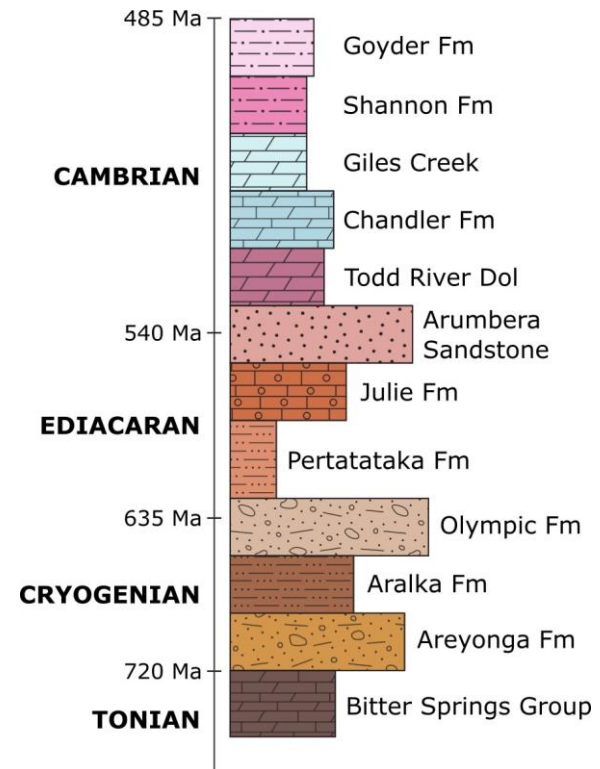 485 Ma
Goyder Fm
Shannon Fm
Giles Creek
CAMBRIAN
Chandler Fm
Todd River Dol
540 Ma
Arumbera
Sandstone
Julie Fm
EDIACARAN
Pertatataka Fm
635 Ma
Olympic Fm
CRYOGENIAN
Aralka Fm
Areyonga Fm
720 Ma
Bitter Springs Group
TONIAN